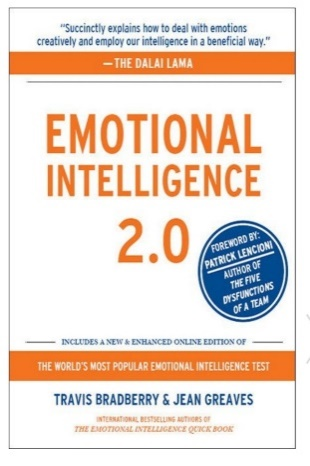 “Succinctly explains how to deal with emotions
creatively and employ our intelligence in a beneficial way.”
—THE DALAI LAMA
EMOTIONAL
INTELLIGENCE
2.0
FOREWORD BY:
PATRICK LENCIONI
AUTHOR OF
THE FIVE
DYSFUNCTIONS
OF A TEAM
INCLUDES A NEW & ENHANCED ONLINE EDITION OF
THE WORLD'S MOST POPULAR EMOTIONAL INTELLIGENCE TEST
TRAVIS BRADBERRY & JEAN GREAVES
INTERNATIONAL BESTSELLING AUTHORS OF
THE EMOTIONAL INTELLIGENCE QUICK BOOK